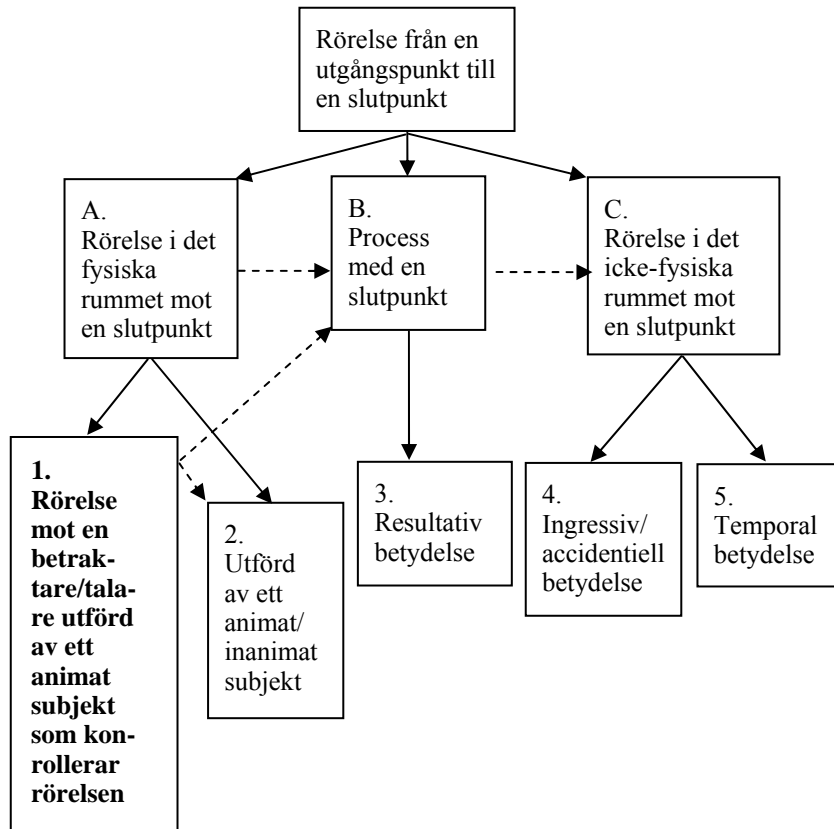 Rörelse från en
utgångspunkt till
en slutpunkt
A.
Rörelse i det
fysiska
rummet mot
en slutpunkt
B.
Process
med en
slutpunkt
C.
Rörelse i det
icke-fysiska
rummet mot
en slutpunkt
1.
Rörelse
mot en
betrak-
tare/tala-
re utförd
av ett
animat
subjekt
som kon-
rollerar
rörelsen
2.
Utförd
av ett
animat/
inanimat
subjekt
3.
Resultativ
betydelse
4.
Ingressiv/
accidentiell
betydelse
5.
Temporal
betydelse